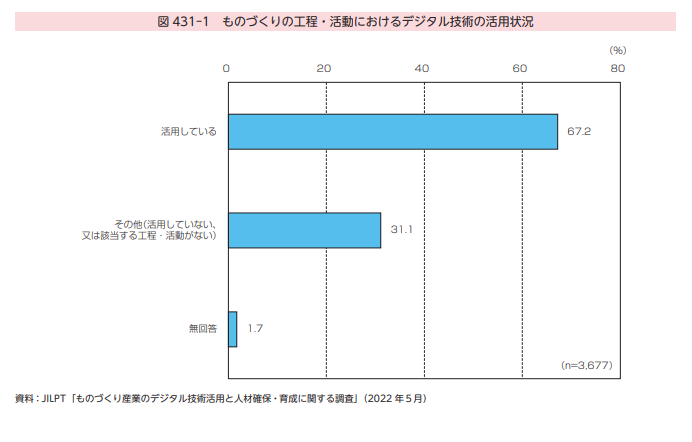 図 431-1　ものづくりの工程・活動におけるデジタル技術の活用状況
(%)
0 20 40 60 80
活用している 67.2
その他（活用していない、
又は該当する工程・活動がない） 31.1
無回答 1.7
(n=3,677)
資料：JILPT「ものづくり産業のデジタル技術活用と人材確保・育成に関する調査」（2022 年５月）